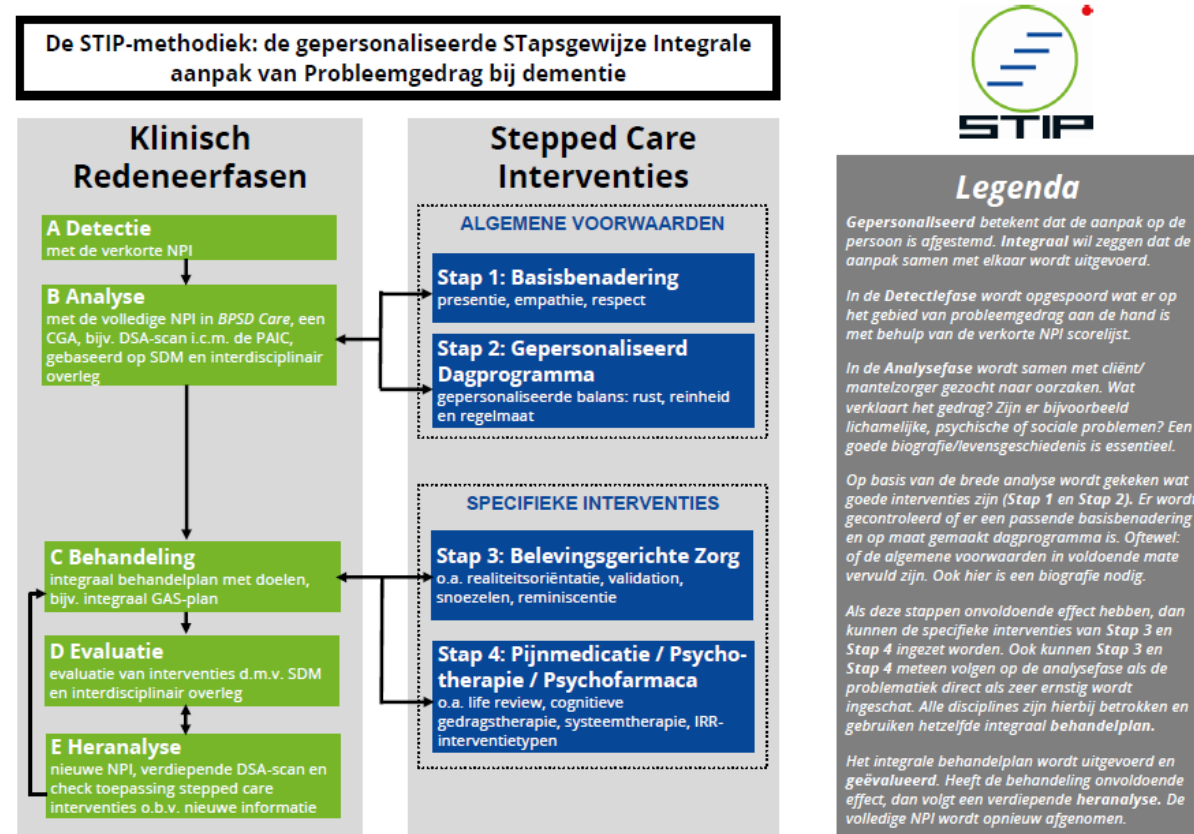 De STIP-methodiek: de gepersonaliseerde STapsgewijze Integrale
aanpak van Probleemgedrag bij dementie
Klinisch
Redeneerfasen
A Detectie
met de verkorte NPI
B Analyse
met de volledige NPI in BPSD Care, een
CGA, bijv. DSA-scan i.c.m. de PAIC,
gebaseerd op SDM en interdisciplinair
overleg
C Behandeling
integraal behandelplan met doelen,
bijv. integraal GAS-plan
D Evaluatie
evaluatie van interventies d.m.v. SDM
en interdisciplinair overleg
E Heranalyse
nieuwe NPI, verdiepende DSA-scan en
check toepassing stepped care
interventies o.b.v. nieuwe informatie
Stepped Care
Interventies
ALGEMENE VOORWAARDEN
Stap 1: Basisbenadering
presentie, empathie, respect
Stap 2: Gepersonaliseerd
Dagprogramma
gepersonaliseerde balans: rust, reinheid
en regelmaat
SPECIFIEKE INTERVENTIES
Stap 3: Belevingsgerichte Zorg
o.a. realiteitsoriëntatie, validation,
snoezelen, reminiscentie
Stap 4: Pijnmedicatie / Psycho-
therapie / Psychofarmaca
o.a. life review, cognitieve
gedragstherapie, systeemtherapie, IRR-
interventietypen
STIP
Legenda
Gepersonaliseerd betekent dat de aanpak op de
persoon is afgestemd. Integraal wil zeggen dat de
aanpak samen met elkaar wordt uitgevoerd.
In de Detectiefase wordt opgespoord wat er op
het gebied van probleemgedrag aan de hand is
met behulp van de verkorte NPI scorelijst.
In de Analysefase wordt samen met cliënt/
mantelzorger gezocht naar oorzaken. Wat
verklaart het gedrag? Zijn er bijvoorbeeld
lichamelijke, psychische of sociale problemen? Een
goede biografie/levensgeschiedenis is essentieel.
Op basis van de brede analyse wordt gekeken wat
goede interventies zijn (Stap 1 en Stap 2). Er wordt
gecontroleerd of er een passende basisbenadering
en op maat gemaakt dagprogramma is. Oftewel:
of de algemene voorwaarden in voldoende mate
vervuld zijn. Ook hier is een biografie nodig.
Als deze stappen onvoldoende effect hebben, dan
kunnen de specifieke interventies van Stap 3 en
Stap 4 ingezet worden. Ook kunnen Stap 3 en
Stap 4 meteen volgen op de analysefase als de
problematiek direct als zeer ernstig wordt
ingeschat. Alle disciplines zijn hierbij betrokken en
gebruiken hetzelfde integraal behandelplan.
Het integrale behandelplan wordt uitgevoerd en
geëvalueerd. Heeft de behandeling onvoldoende
effect, dan volgt een verdiepende heranalyse. De
volledige NPI wordt opnieuw afgenomen.